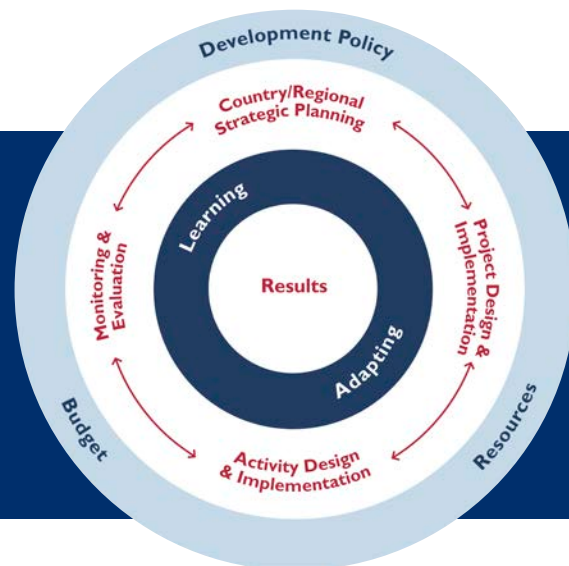 Development Policy
Country/Regional
Strategic Planning
Learning
Monitoring &
Evaluation
Results
Project Design &
Implementation
Adapting
Budget
Resources
Activity Design
& Implementation